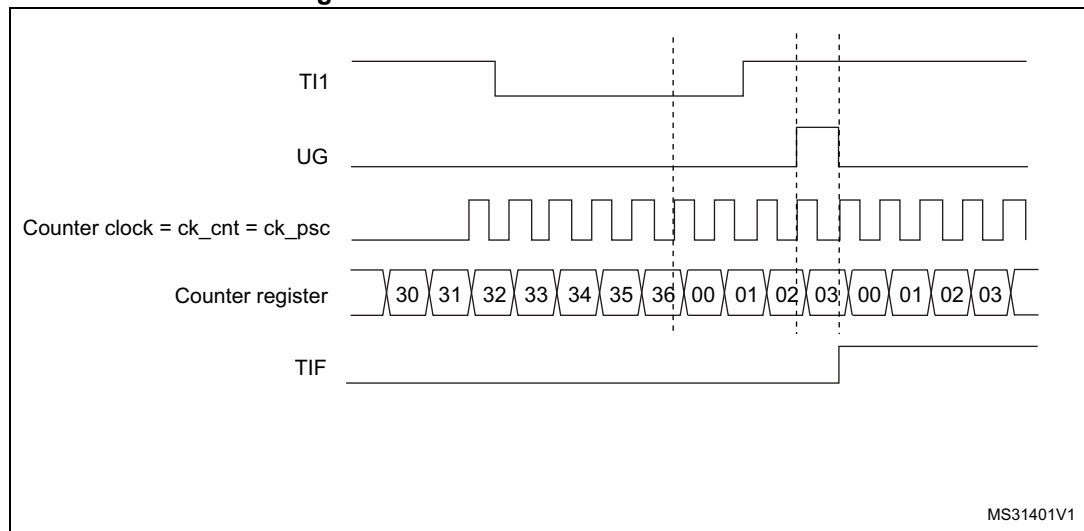 TI1
UG
Counter clock = ck_cnt = ck_psc
Counter register
30 31 32 33 34 35 36 00 01 02 03 00 01 02 03
TIF
MS31401V1